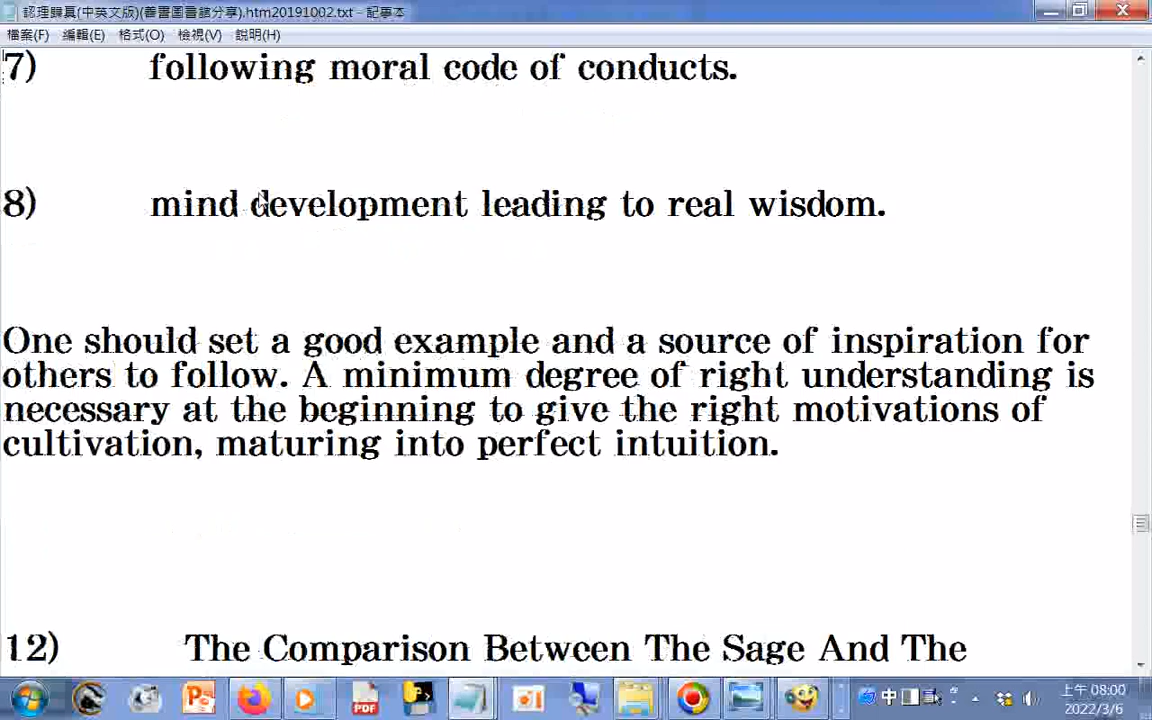 認理歸真(中英文版)(善書圖書館分享).htm20191002.txt - 記事本
檔案(F) 編輯(E) 格式(O) 檢視(V) 說明(H)
7) following moral code of conducts.
8) mind development leading to real wisdom.
One should set a good example and a source of inspiration for
others to follow. A minimum degree of right understanding is
necessary at the beginning to give the right motivations of
cultivation, maturing into perfect intuition.
12) The Comparison Between The Sage And The
中
上午 08:00
2022/3/6